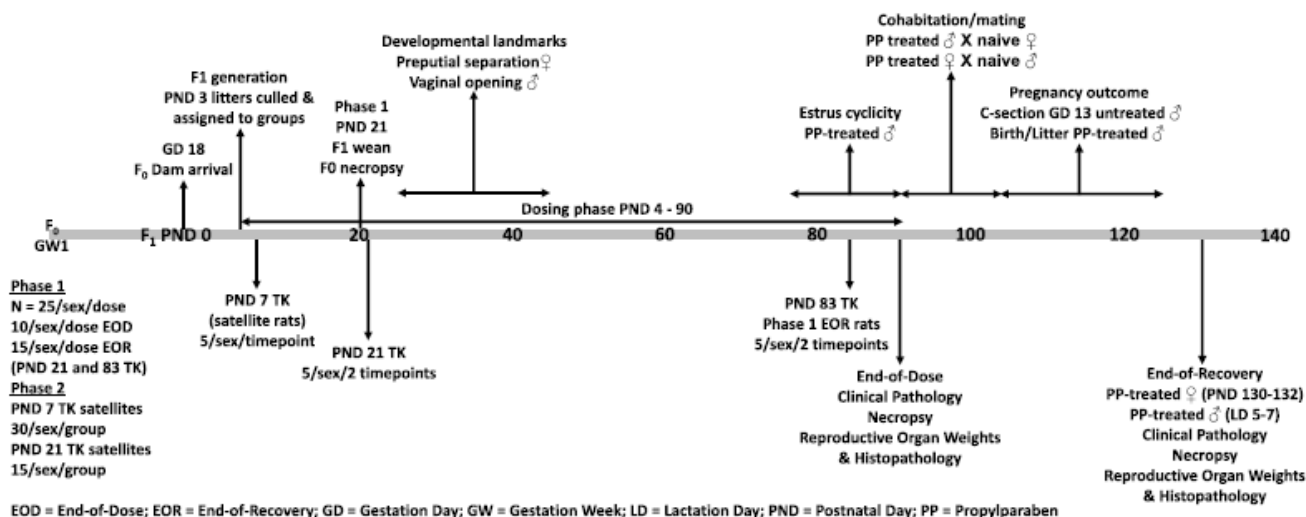 Cohabitation/mating
PP treated ♂ X naive ♀
PP treated ♀ X naive ♂
Developmental landmarks
Preputial separation♀
Vaginal opening ♂
F1 generation
PND 3 litters culled &
assigned to groups
Phase 1
PND 21
F1 wean
F0 necropsy
Estrus cyclicity
PP-treated ♂
Pregnancy outcome
C-section GD 13 untreated ♂
Birth/Litter PP-treated ♂
GD 18
F₀ Dam arrival
Dosing phase PND 4 - 90
F₀
GW1
F₁ PND 0 20 40 60 80 100 120 140
Phase 1
N = 25/sex/dose
10/sex/dose EOD
15/sex/dose EOR
(PND 21 and 83 TK)
Phase 2
PND 7 TK satellites
30/sex/group
PND 21 TK satellites
15/sex/group
PND 7 TK
(satellite rats)
5/sex/timepoint
PND 21 TK
5/sex/2 timepoints
PND 83 TK
Phase 1 EOR rats
5/sex/2 timepoints
End-of-Dose
Clinical Pathology
Necropsy
Reproductive Organ Weights
& Histopathology
End-of-Recovery
PP-treated ♀ (PND 130-132)
PP-treated ♂ (LD 5-7)
Clinical Pathology
Necropsy
Reproductive Organ Weights
& Histopathology
EOD = End-of-Dose; EOR = End-of-Recovery; GD = Gestation Day; GW = Gestation Week; LD = Lactation Day; PND = Postnatal Day; PP = Propylparaben